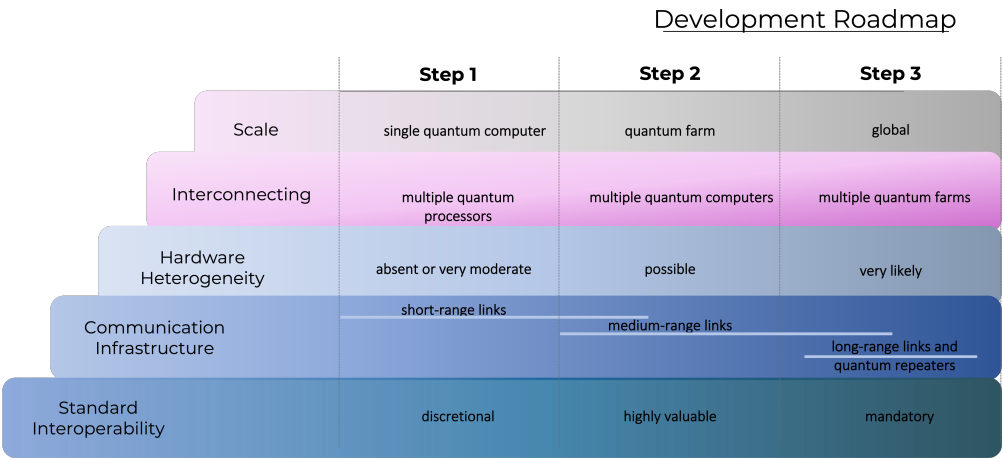 Development Roadmap
Step 1
Step 2
Step 3
Scale
single quantum computer
quantum farm
global
Interconnecting
multiple quantum
processors
multiple quantum computers
multiple quantum farms
Hardware
Heterogeneity
absent or very moderate
possible
very likely
Communication
Infrastructure
short-range links
medium-range links
long-range links and
quantum repeaters
Standard
Interoperability
discretional
highly valuable
mandatory